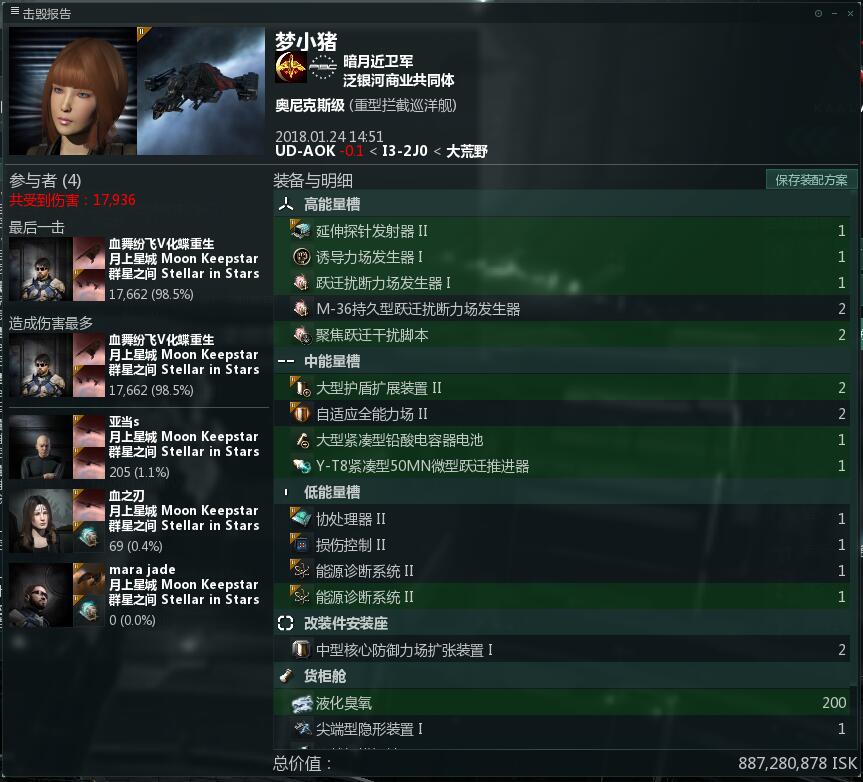 击毁报告
梦小猪
暗月近卫军
泛银河商业共同体
奥尼克斯级 (重型拦截巡洋舰)
2018.01.24 14:51
UD-AOK -0.1 < I3-2J0 < 大荒野
参与者 (4)
共受到伤害：17,936
最后一击
血舞纷飞V化蝶重生
月上星城 Moon Keepstar
群星之间 Stellar in Stars
17,662 (98.5%)
造成伤害最多
血舞纷飞V化蝶重生
月上星城 Moon Keepstar
群星之间 Stellar in Stars
17,662 (98.5%)
亚当s
月上星城 Moon Keepstar
群星之间 Stellar in Stars
205 (1.1%)
血之刃
月上星城 Moon Keepstar
群星之间 Stellar in Stars
69 (0.4%)
mara jade
月上星城 Moon Keepstar
群星之间 Stellar in Stars
0 (0.0%)
装备与明细
保存装配方案
高能量槽
延伸探针发射器 II 1
诱导力场发生器 I 1
跃迁扰断力场发生器 I 1
M-36持久型跃迁扰断力场发生器 2
聚焦跃迁干扰脚本 2
中能量槽
大型护盾扩展装置 II 2
自适应全能力场 II 2
大型紧凑型铅酸电容器电池 1
Y-T8紧凑型50MN微型跃迁推进器 1
低能量槽
协处理器 II 1
损伤控制 II 1
能源诊断系统 II 1
能源诊断系统 II 1
改装件安装座
中型核心防御力场扩张装置 I 2
货柜舱
液化臭氧 200
尖端型隐形装置 I 1
总价值： 887,280,878 ISK